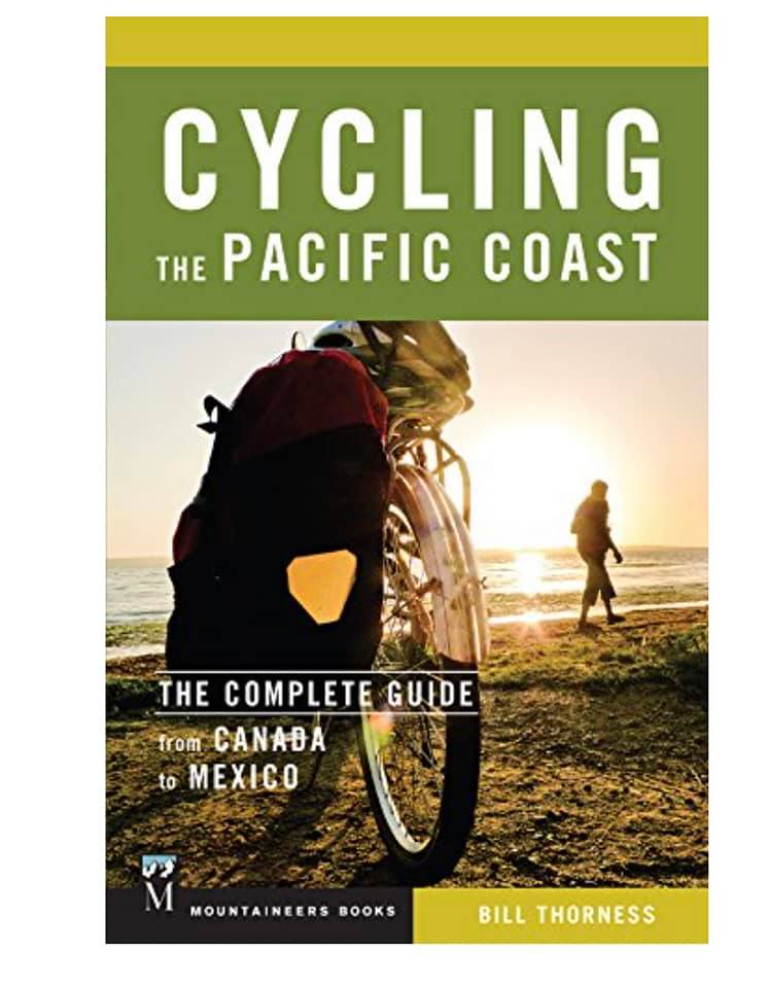 CYCLING
THE PACIFIC COAST
THE COMPLETE GUIDE
from CANADA
to MEXICO
M
MOUNTAINEERS BOOKS
BILL THORNESS